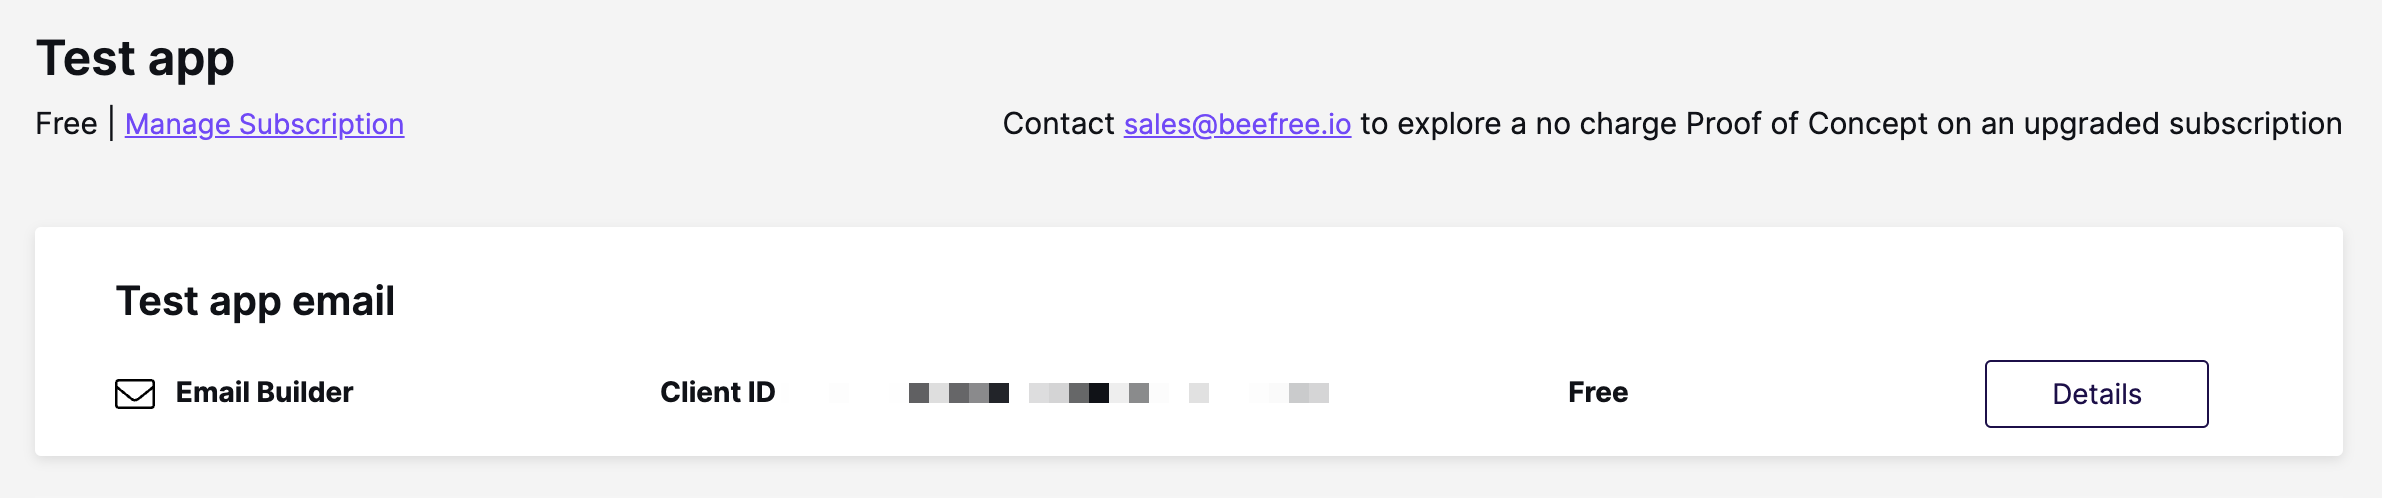 Test app
Free | Manage Subscription
Contact sales@beefree.io to explore a no charge Proof of Concept on an upgraded subscription
Test app email
Email Builder
Client ID
Free
Details